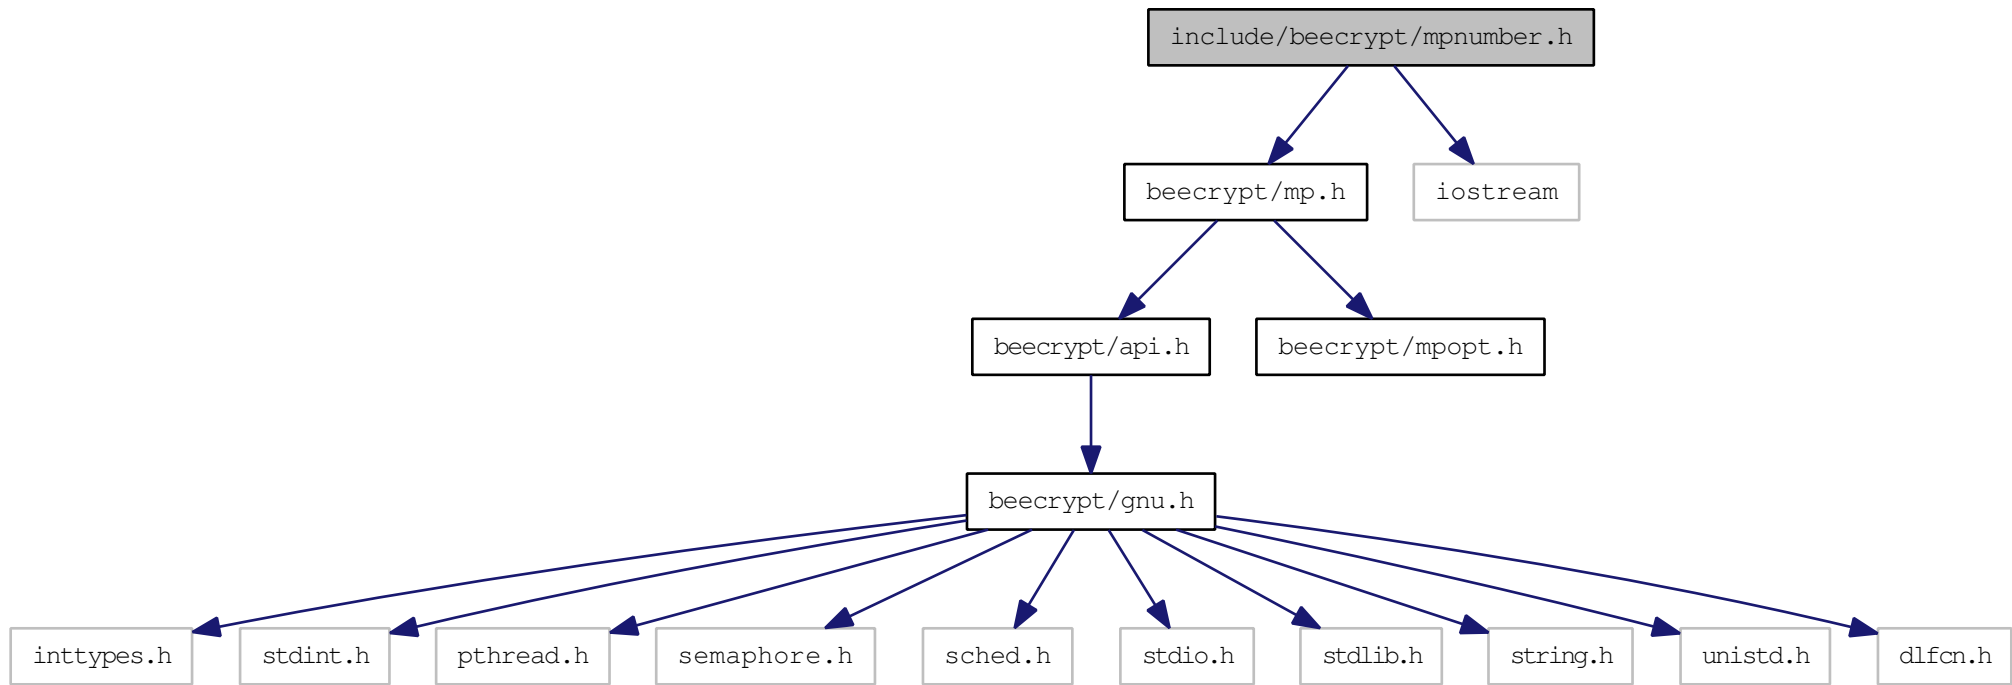 include/beecrypt/mpnumber.h
beecrypt/mp.h
iostream
beecrypt/api.h
beecrypt/mpopt.h
beecrypt/gnu.h
inttypes.h
stdint.h
pthread.h
semaphore.h
sched.h
stdio.h
stdlib.h
string.h
unistd.h
dlfcn.h